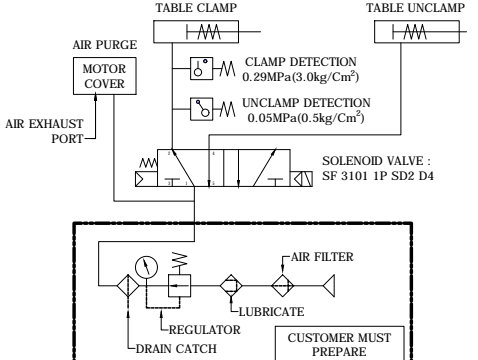 TABLE CLAMP
TABLE UNCLAMP
AIR PURGE
MOTOR
COVER
CLAMP DETECTION
0.29MPa(3.0kg/Cm²)
UNCLAMP DETECTION
0.05MPa(0.5kg/Cm²)
AIR EXHAUST
PORT
SOLENOID VALVE :
SF 3101 1P SD2 D4
AIR FILTER
LUBRICATE
REGULATOR
DRAIN CATCH
CUSTOMER MUST
PREPARE